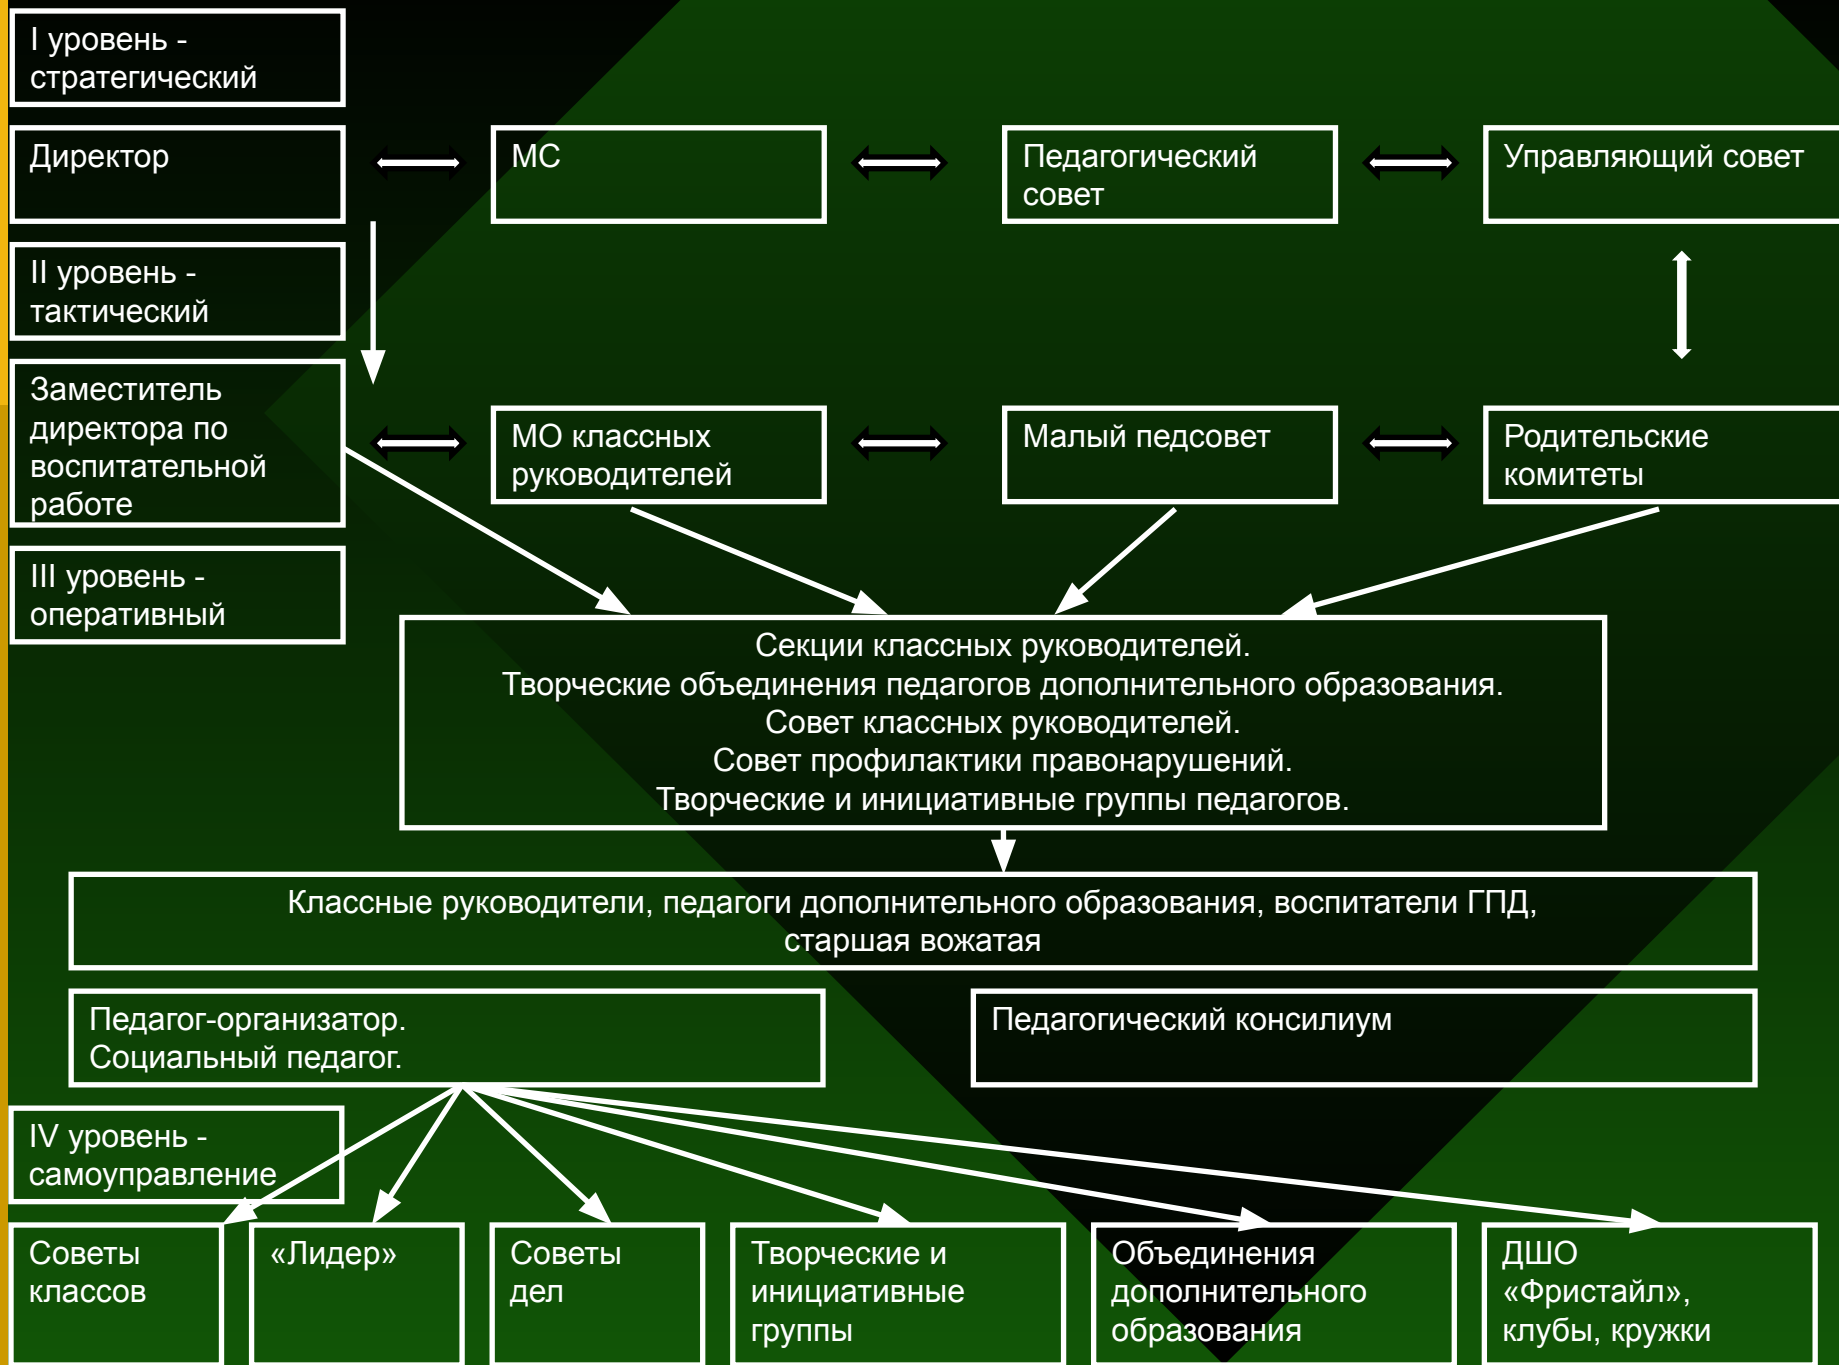 I уровень -
стратегический
Директор
МС
Педагогический
совет
Управляющий совет
II уровень -
тактический
Заместитель
директора по
воспитательной
работе
МО классных
руководителей
Малый педсовет
Родительские
комитеты
III уровень -
оперативный
Секции классных руководителей.
Творческие объединения педагогов дополнительного образования.
Совет классных руководителей.
Совет профилактики правонарушений.
Творческие и инициативные группы педагогов.
Классные руководители, педагоги дополнительного образования, воспитатели ГПД,
старшая вожатая
Педагог-организатор.
Социальный педагог.
Педагогический консилиум
IV уровень -
самоуправление
Советы
классов
«Лидер»
Советы
дел
Творческие и
инициативные
группы
Объединения
дополнительного
образования
ДШО
«Фристайл»,
клубы, кружки